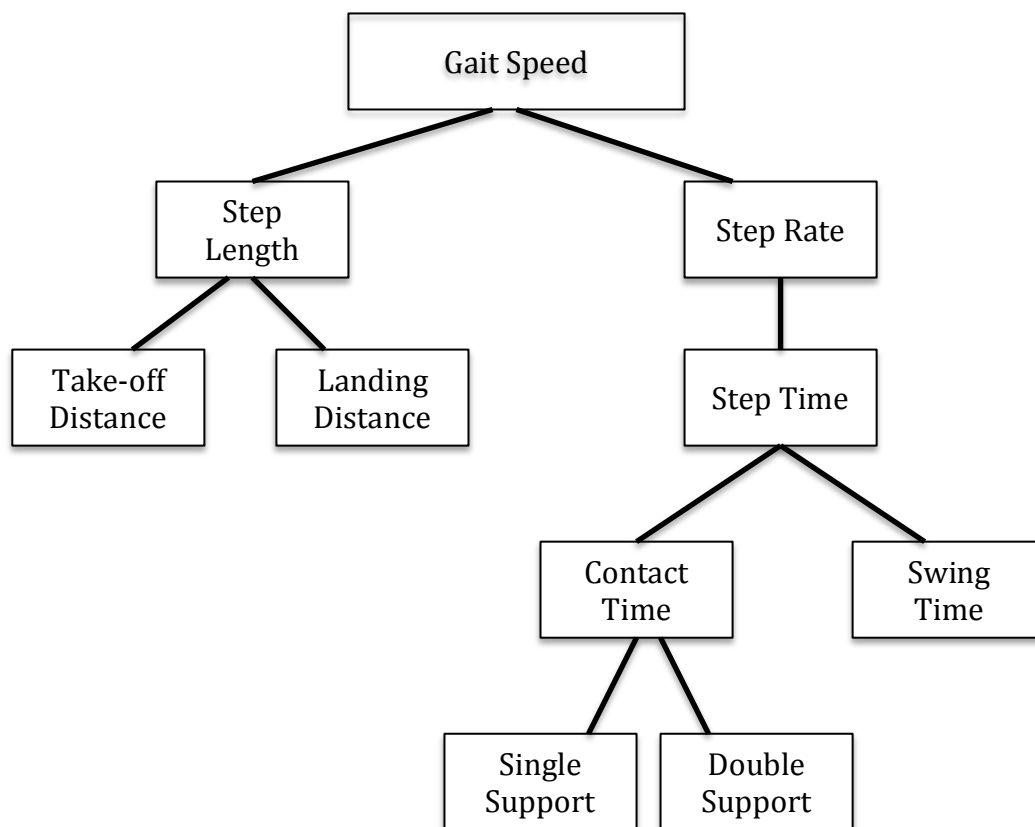 Gait Speed
Step
Length
Step Rate
Take-off
Distance
Landing
Distance
Step Time
Contact
Time
Swing
Time
Single
Support
Double
Support